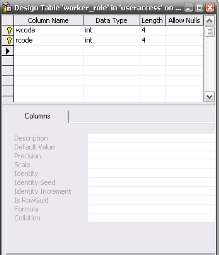 Design Table 'worker_role' in 'useraccess' on ...
Column Name Data Type Length Allow Nulls
wcode int 4
rcode int 4
Columns
Description
Default Value
Precision
Scale
Identity
Identity Seed
Identity Increment
Is RowGuid
Formula
Collation